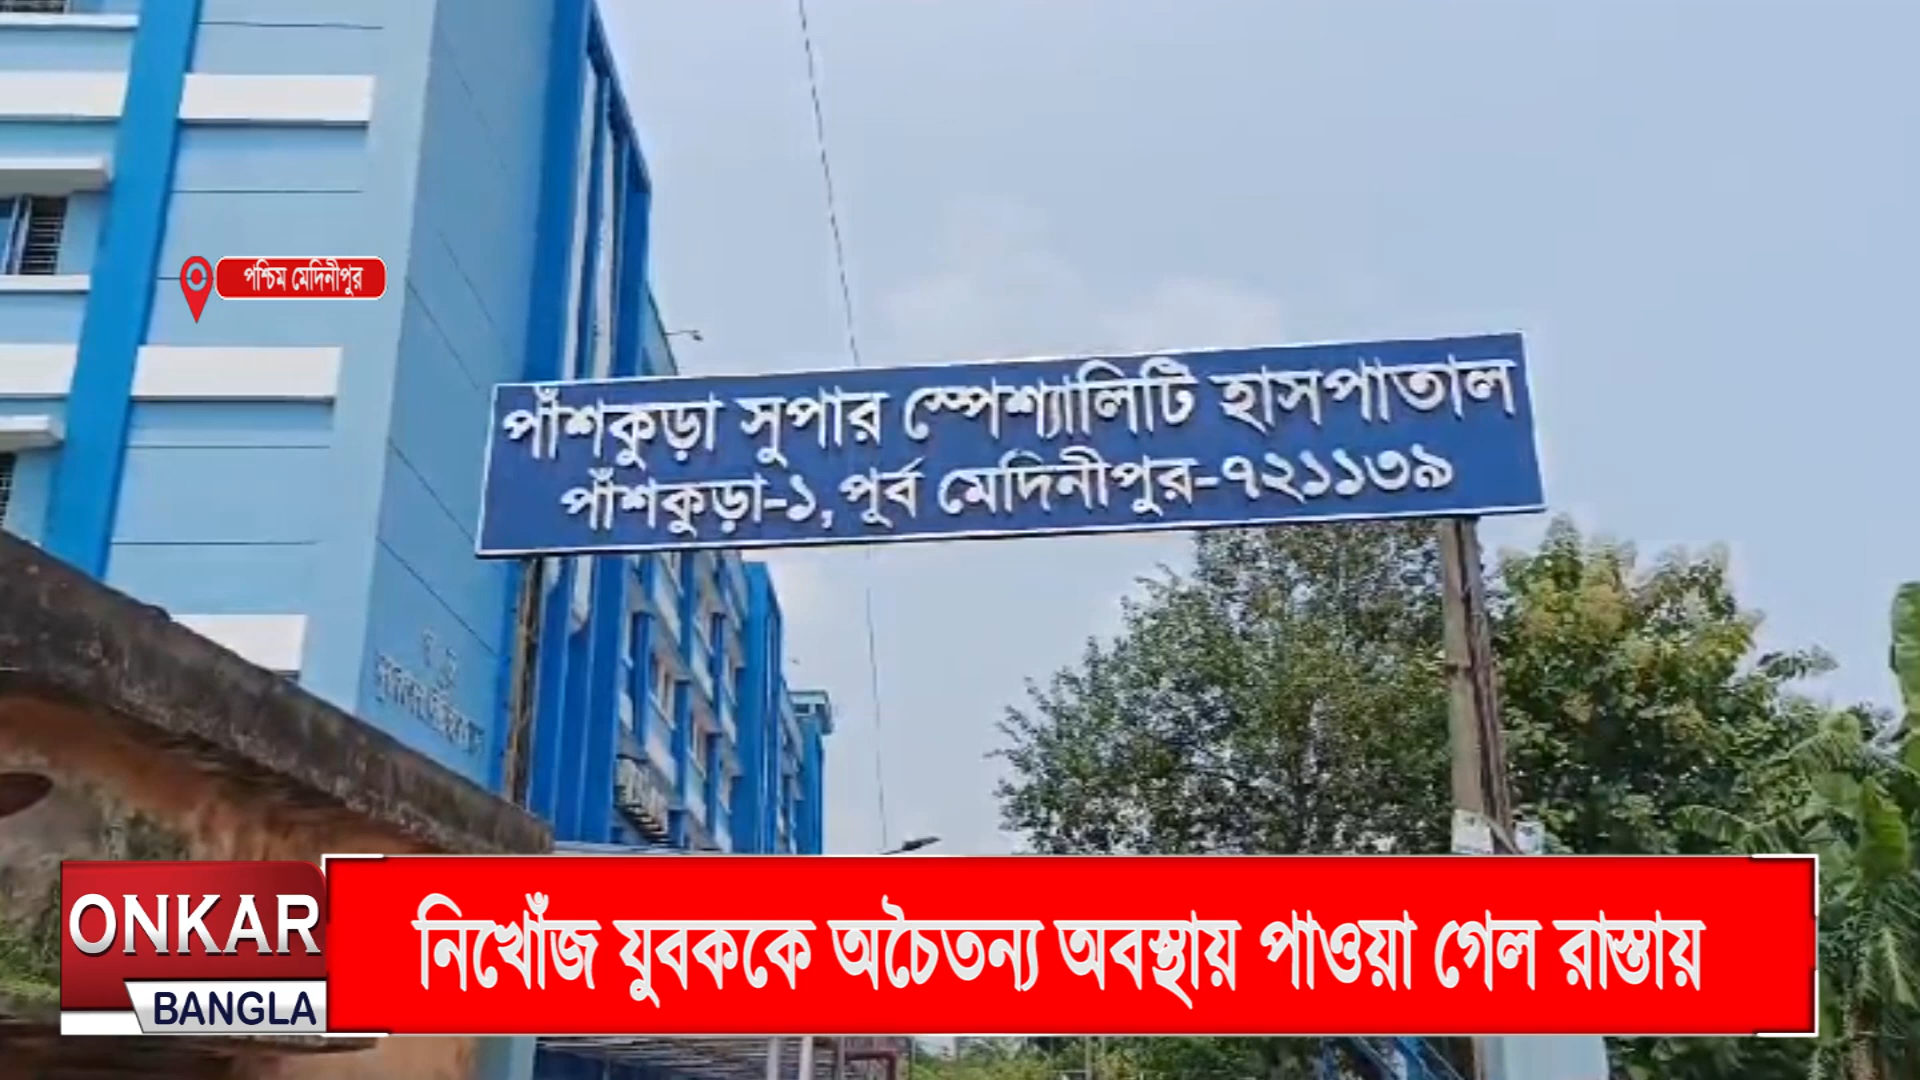 পশ্চিম মেদিনীপুর
পাঁশকুড়া সুপার স্পেশ্যালিটি হাসপাতাল
পাঁশকুড়া-১, পূর্ব মেদিনীপুর-৭২১১৩৯
ONKAR
BANGLA
নিখোঁজ যুবককে অচৈতন্য অবস্থায় পাওয়া গেল রাস্তায়